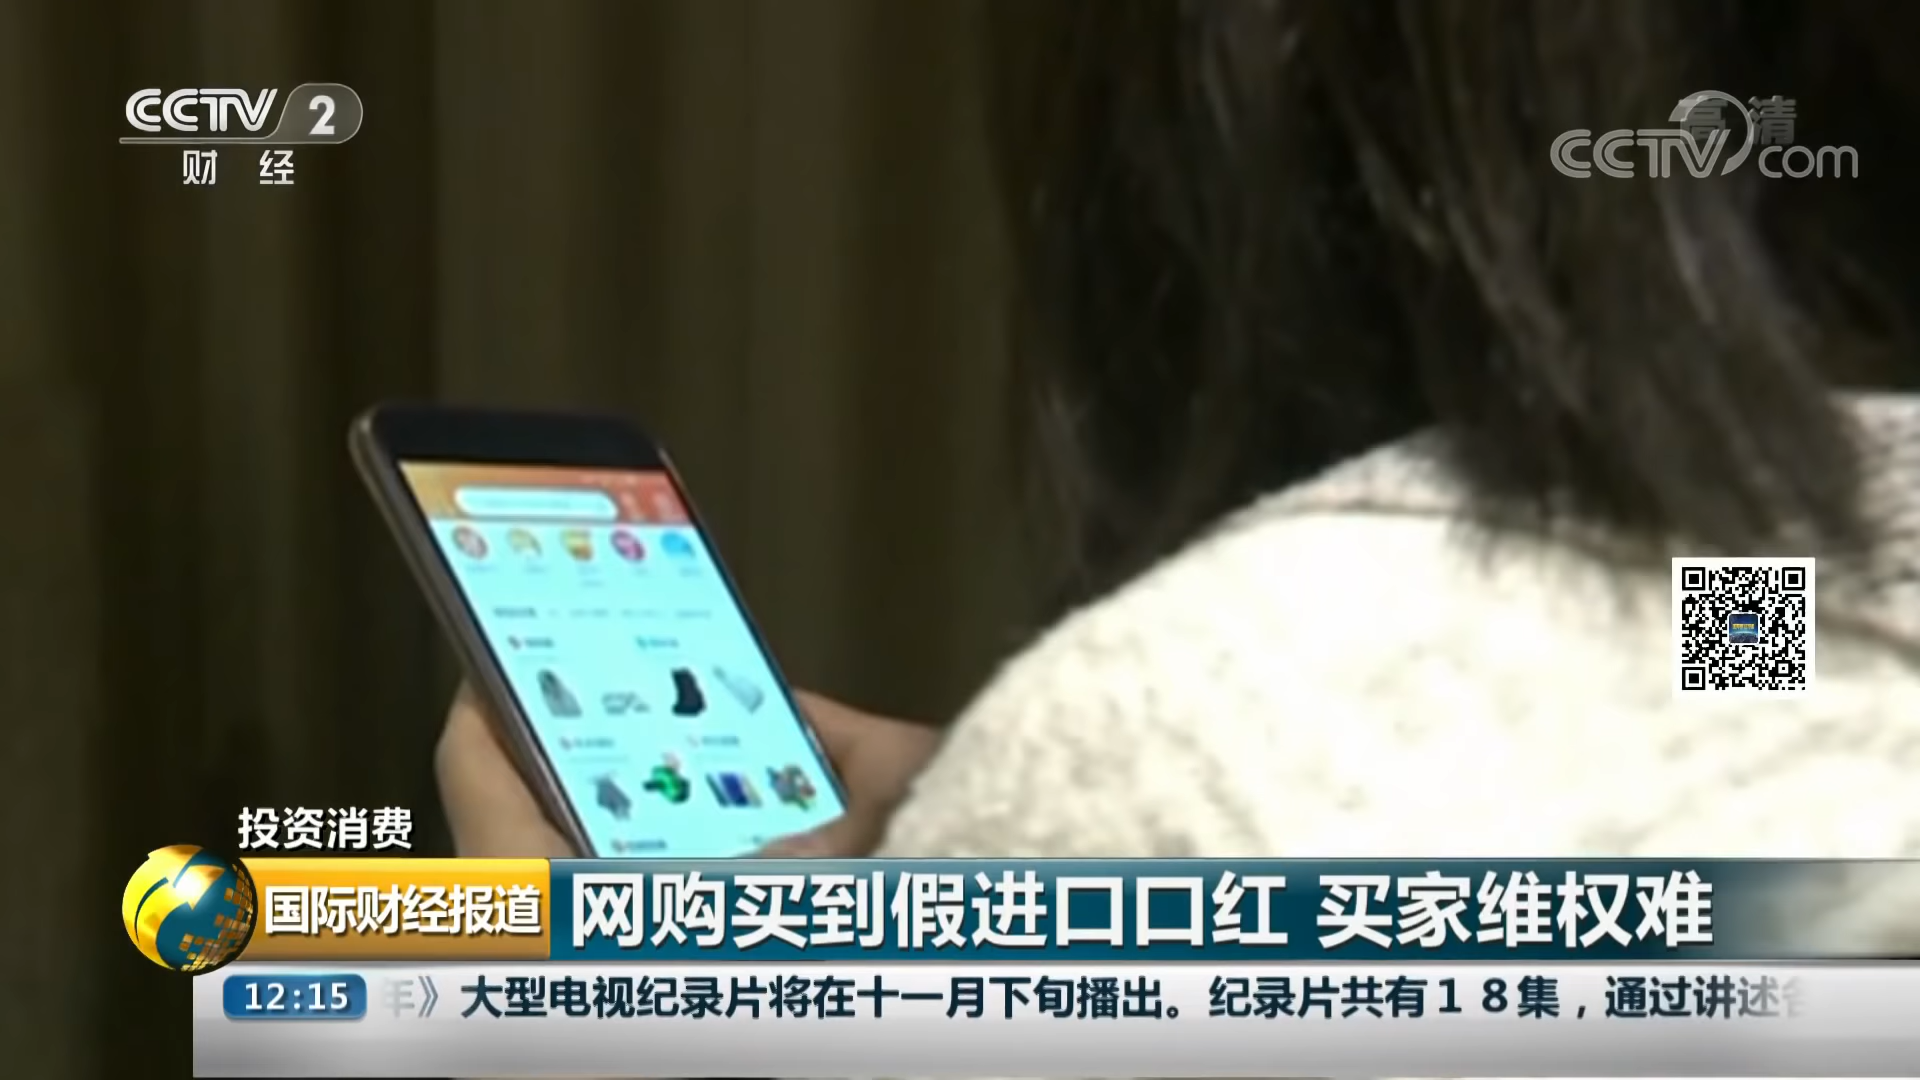 CCTV 2
财 经
高清
CCTV com
投资消费
国际财经报道
网购买到假进口口红 买家维权难
12:15
年》大型电视纪录片将在十一月下旬播出。纪录片共有18集，通过讲述